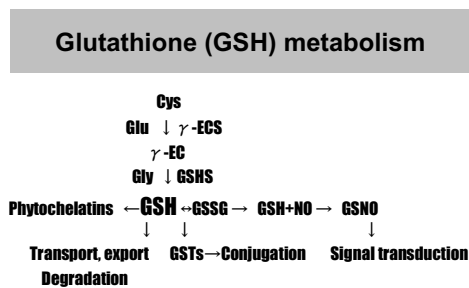 Glutathione (GSH) metabolism
Cys
Glu ↓ γ-ECS
γ-EC
Gly ↓ GSHS
Phytochelatins ←GSH ↔GSSG → GSH+NO → GSNO
↓ ↓ ↓
Transport, export GSTs→Conjugation Signal transduction
Degradation